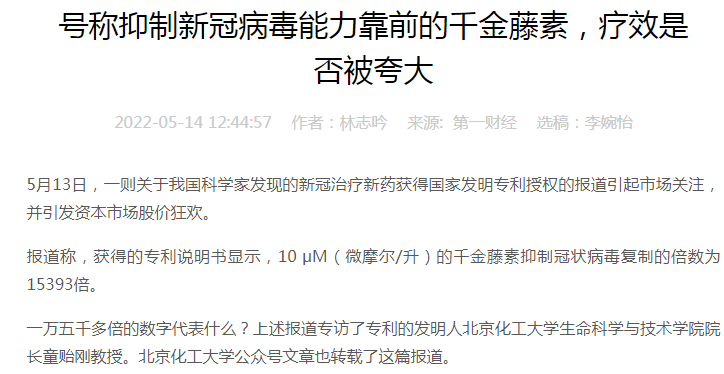 号称抑制新冠病毒能力靠前的千金藤素，疗效是
否被夸大
2022-05-14 12:44:57 作者：林志吟 来源：第一财经 选稿：李婉怡
5月13日，一则关于我国科学家发现的新冠治疗新药获得国家发明专利授权的报道引起市场关注，
并引发资本市场股价狂欢。
报道称，获得的专利说明书显示，10 μM（微摩尔/升）的千金藤素抑制冠状病毒复制的倍数为
15393倍。
一万五千多倍的数字代表什么？上述报道专访了专利的发明人北京化工大学生命科学与技术学院院
长童贻刚教授。北京化工大学公众号文章也转载了这篇报道。